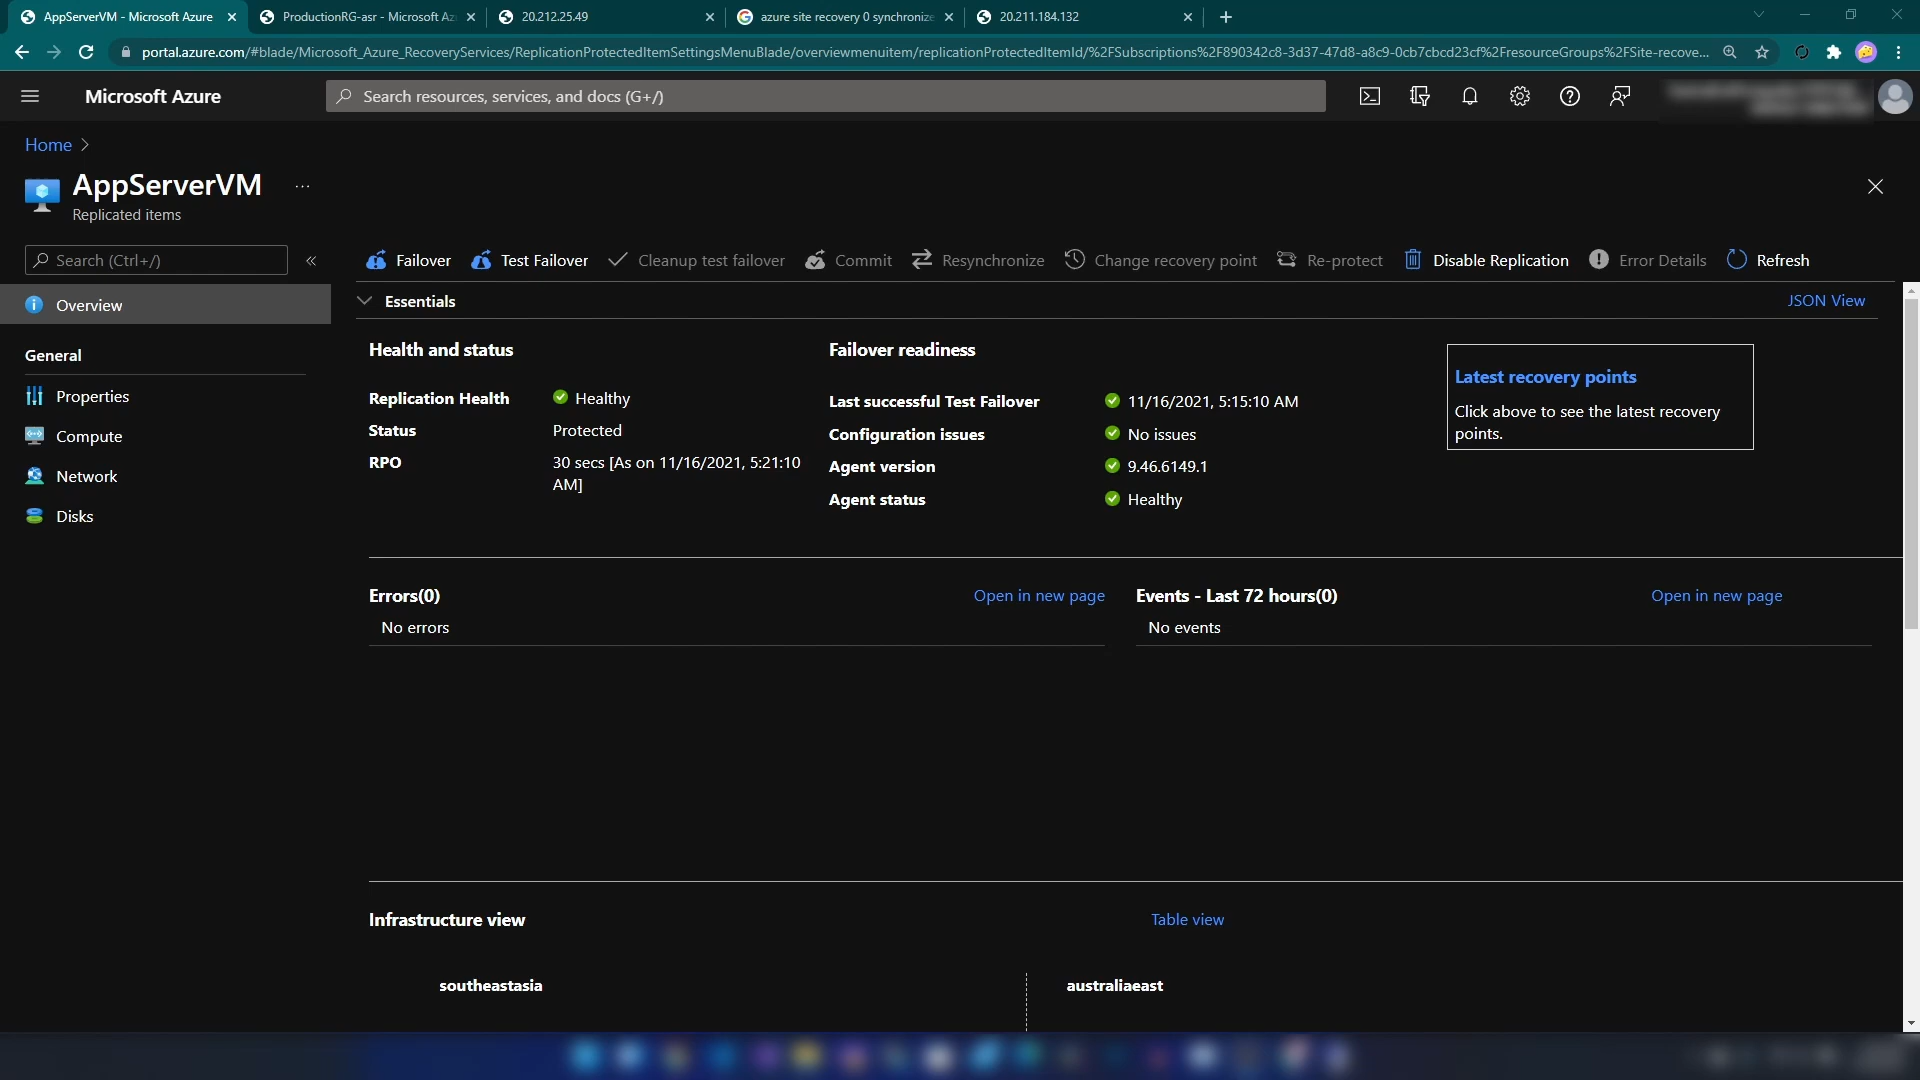 AppServerVM - Microsoft Azure
ProductionRG-asr - Microsoft Az
20.212.25.49
azure site recovery 0 synchronize
20.211.184.132
portal.azure.com/#blade/Microsoft_Azure_RecoveryServices/ReplicationProtectedItemSettingsMenuBlade/overviewmenuitem/replicationProtectedItemId/%2FSubscriptions%2F890342c8-3d37-47d8-a8c9-0cb7cbcd23cf%2FresourceGroups%2FSite-recove...
Microsoft Azure
Search resources, services, and docs (G+/)
Home >
AppServerVM ...
Replicated items
Search (Ctrl+/) «
Failover Test Failover Cleanup test failover Commit Resynchronize Change recovery point Re-protect Disable Replication Error Details Refresh
Overview
General
Properties
Compute
Network
Disks
Essentials
JSON View
Health and status
Replication Health Healthy
Status Protected
RPO 30 secs [As on 11/16/2021, 5:21:10
AM]
Failover readiness
Last successful Test Failover 11/16/2021, 5:15:10 AM
Configuration issues No issues
Agent version 9.46.6149.1
Agent status Healthy
Latest recovery points
Click above to see the latest recovery
points.
Errors(0) Open in new page
No errors
Events - Last 72 hours(0) Open in new page
No events
Infrastructure view Table view
southeastasia australiaeast